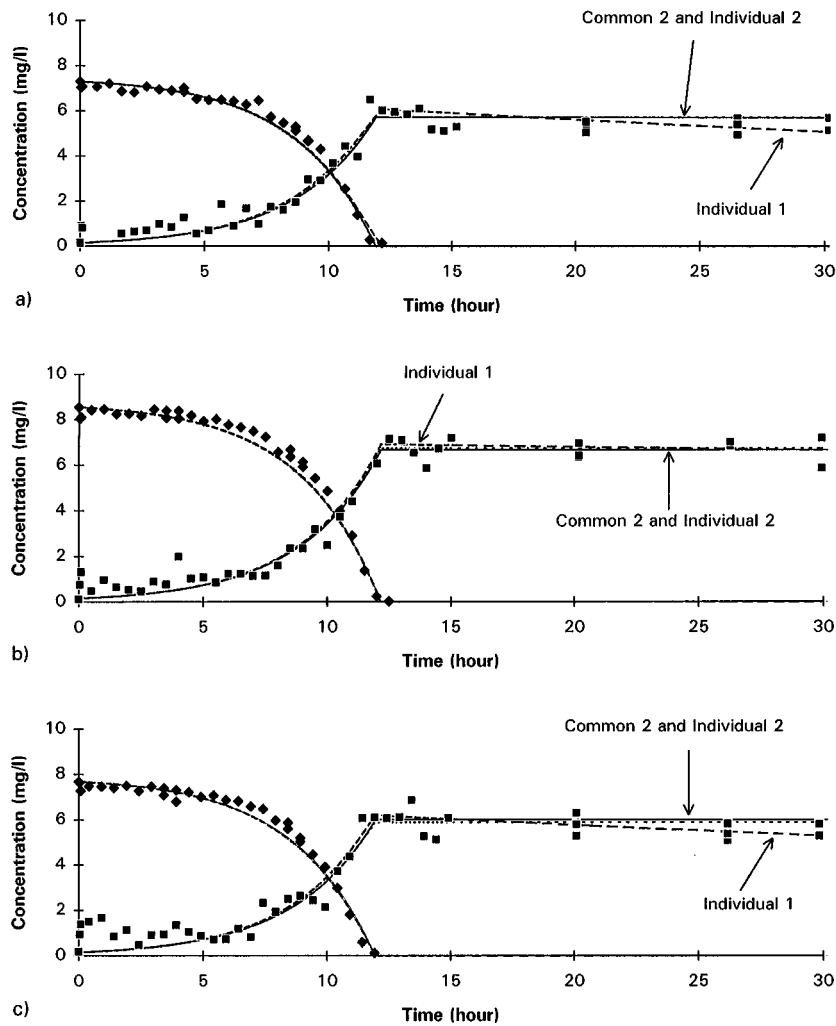 Common 2 and Individual 2
10
8
6
4
2
0
Concentration (mg/l)
Individual 1
0 5 10 15 20 25 30
Time (hour)
a)
Individual 1
10
8
6
4
2
0
Concentration (mg/l)
Common 2 and Individual 2
0 5 10 15 20 25 30
Time (hour)
b)
Common 2 and Individual 2
10
8
6
4
2
0
Concentration (mg/l)
Individual 1
0 5 10 15 20 25 30
Time (hour)
c)